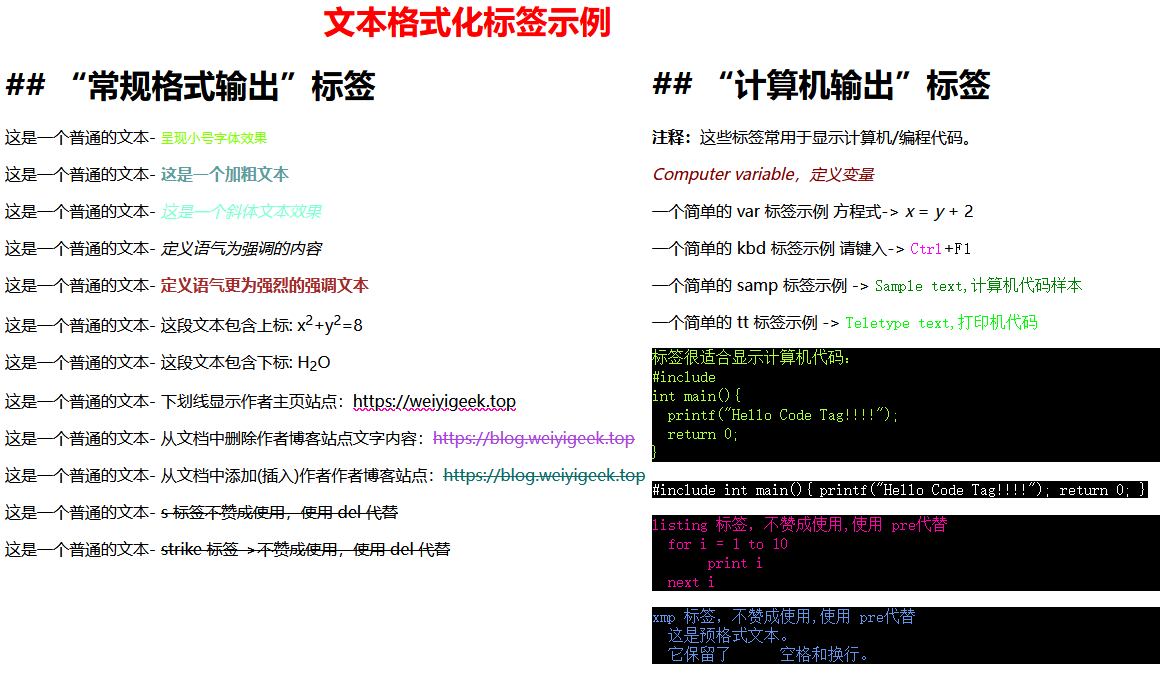 文本格式化标签示例
## “常规格式输出”标签
这是一个普通的文本- 呈现小号字体效果
这是一个普通的文本- 这是一个加粗文本
这是一个普通的文本- 这是一个斜体文本效果
这是一个普通的文本- 定义语气为强调的内容
这是一个普通的文本- 定义语气更为强烈的强调文本
这是一个普通的文本- 这段文本包含上标: x²+y²=8
这是一个普通的文本- 这段文本包含下标: H₂O
这是一个普通的文本- 下划线显示作者主页站点：https://weiyigeek.top
这是一个普通的文本- 从文档中删除作者博客站点文字内容：https://blog.weiyigeek.top
这是一个普通的文本- 从文档中添加(插入)作者作者博客站点：https://blog.weiyigeek.top
这是一个普通的文本- s 标签不赞成使用，使用 del 代替
这是一个普通的文本- strike 标签->不赞成使用，使用 del 代替
## “计算机输出”标签
注释：这些标签常用于显示计算机/编程代码。
Computer variable，定义变量
一个简单的 var 标签示例 方程式-> x = y + 2
一个简单的 kbd 标签示例 请键入-> Ctrl+F1
一个简单的 samp 标签示例 -> Sample text,计算机代码样本
一个简单的 tt 标签示例 -> Teletype text,打印机代码
标签很适合显示计算机代码：
#include
int main(){
  printf("Hello Code Tag!!!!");
  return 0;
}
#include int main(){ printf("Hello Code Tag!!!!"); return 0; }
listing 标签，不赞成使用,使用 pre代替
  for i = 1 to 10
       print i
  next i
xmp 标签，不赞成使用,使用 pre代替
  这是预格式文本。
  它保留了      空格和换行。